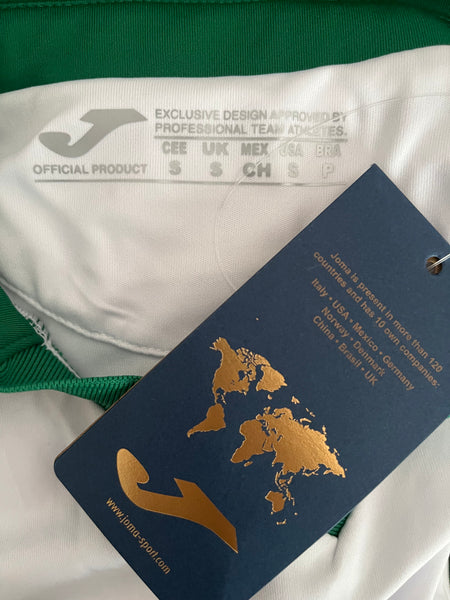 EXCLUSIVE DESIGN APPROVED BY
PROFESSIONAL TEAM ATHLETES.
OFFICIAL PRODUCT
CEE UK MEX USA BRA
S S CH S P
Joma is present in more than 120
countries and has 10 own companies:
Italy • USA • Mexico • Germany
Norway • Denmark
China • Brasil • UK
www.joma-sport.com